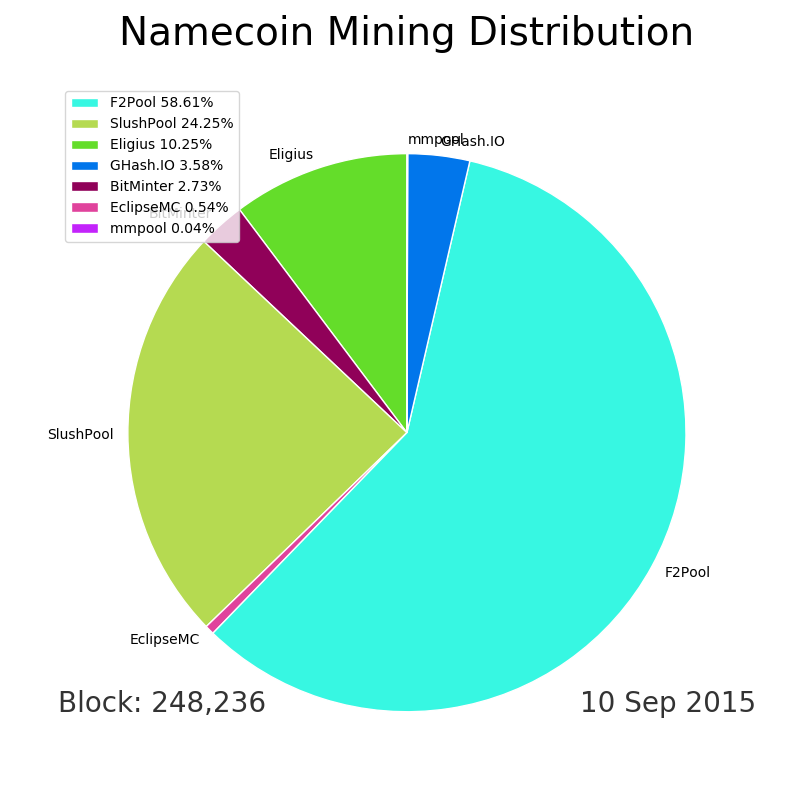 Namecoin Mining Distribution
F2Pool 58.61%
SlushPool 24.25%
Eligius 10.25%
GHash.IO 3.58%
BitMinter 2.73%
EclipseMC 0.54%
mmpool 0.04%
mmpool
GHash.IO
Eligius
BitMinter
SlushPool
F2Pool
EclipseMC
Block: 248,236
10 Sep 2015